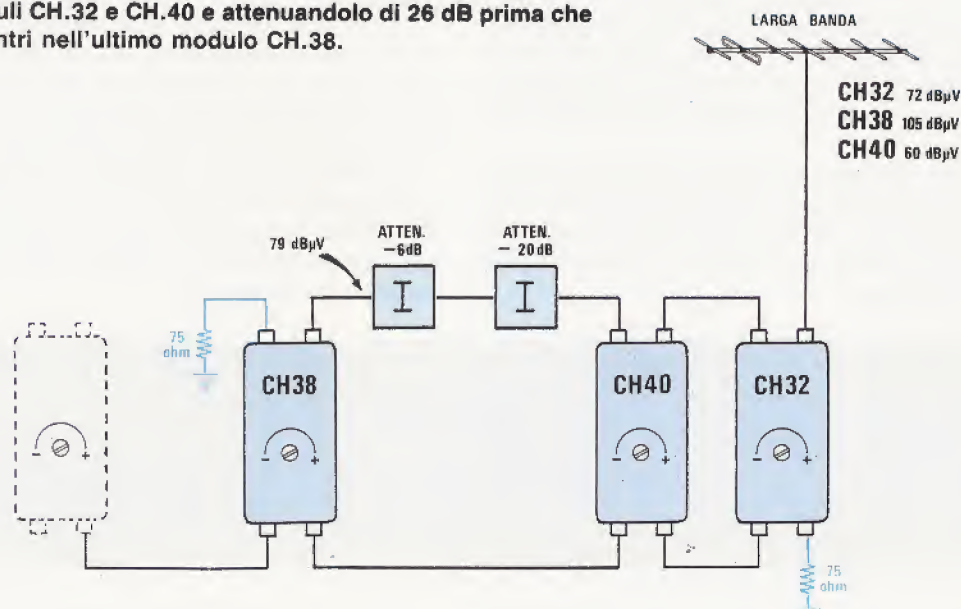 uli CH.32 e CH.40 e attenuandolo di 26 dB prima che
ntri nell'ultimo modulo CH.38.
LARGA BANDA
CH32 72 dBµV
CH38 105 dBµV
CH40 60 dBµV
79 dBµV
ATTEN.
–6dB
ATTEN.
– 20dB
75
ohm
CH38
CH40
CH32
– +
– +
– +
– +
75
ohm